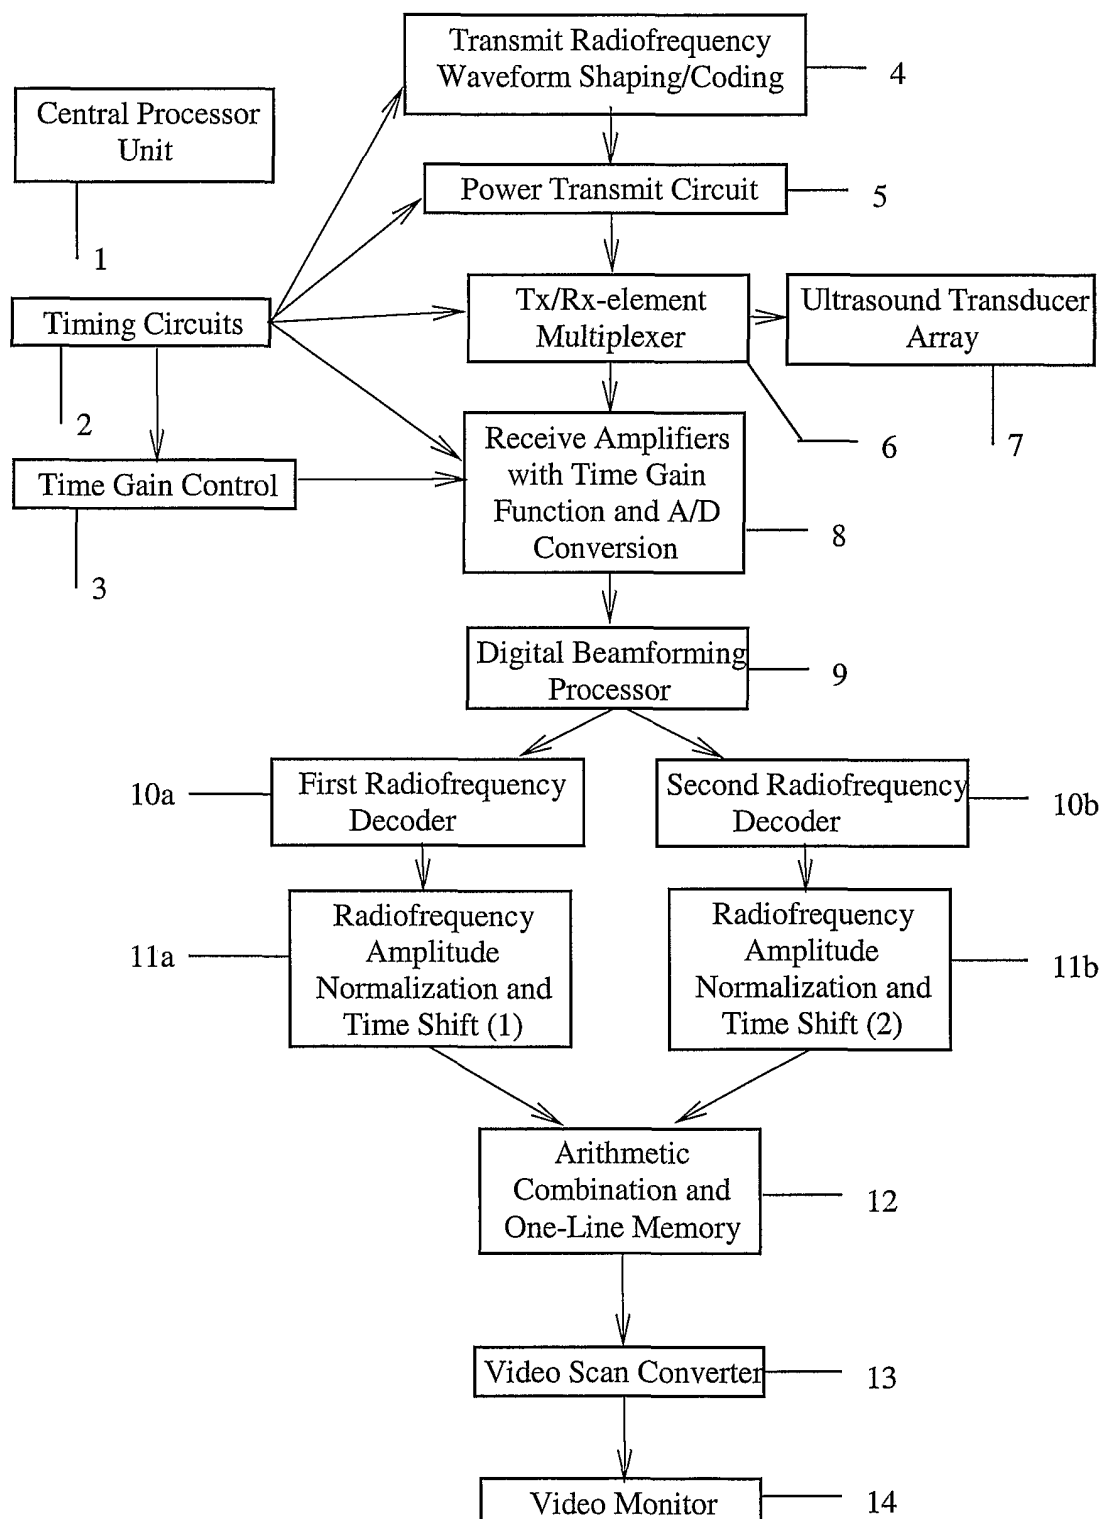 Transmit Radiofrequency
Waveform Shaping/Coding
4
Central Processor
Unit
1
Power Transmit Circuit
5
Timing Circuits
2
Tx/Rx-element
Multiplexer
6
Ultrasound Transducer
Array
7
Time Gain Control
3
Receive Amplifiers
with Time Gain
Function and A/D
Conversion
8
Digital Beamforming
Processor
9
10a
First Radiofrequency
Decoder
Second Radiofrequency
Decoder
10b
11a
Radiofrequency
Amplitude
Normalization and
Time Shift (1)
Radiofrequency
Amplitude
Normalization and
Time Shift (2)
11b
Arithmetic
Combination and
One-Line Memory
12
Video Scan Converter
13
Video Monitor
14